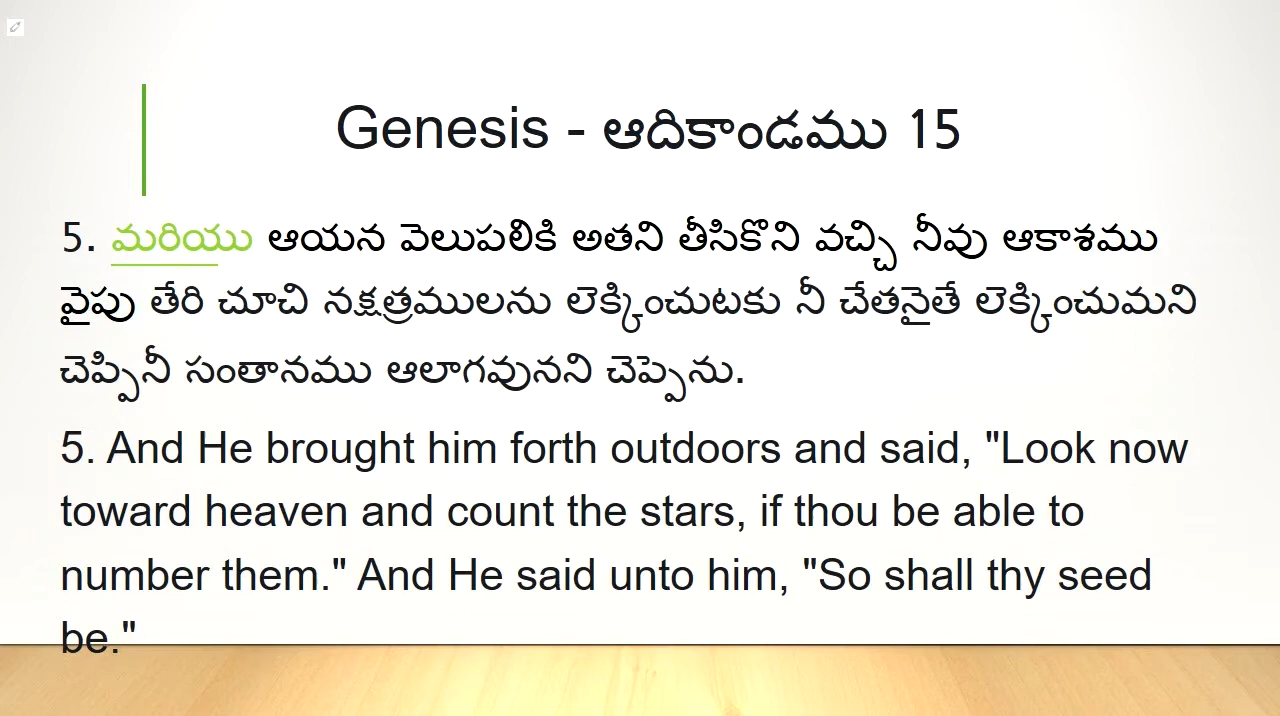 Genesis - ఆదికాండము 15
5. మరియు ఆయన వెలుపలికి అతని తీసికొని వచ్చి నీవు ఆకాశము
వైపు తేరి చూచి నక్షత్రములను లెక్కించుటకు నీ చేతనైతే లెక్కించుమని
చెప్పినీ సంతానము ఆలాగవునని చెప్పెను.
5. And He brought him forth outdoors and said, "Look now
toward heaven and count the stars, if thou be able to
number them." And He said unto him, "So shall thy seed
be."